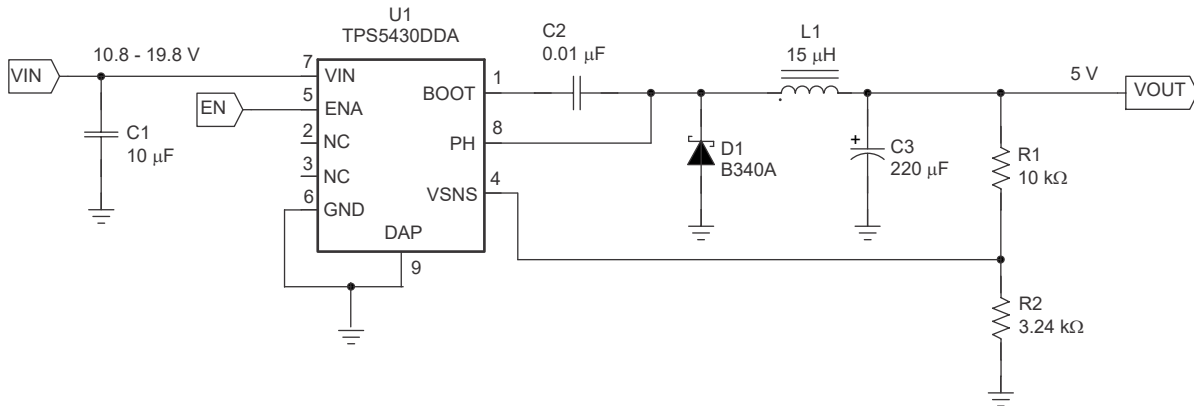 U1
TPS5430DDA
VIN
10.8 - 19.8 V
C1
10 μF
EN
7
5
2
3
6
VIN
ENA
NC
NC
GND
BOOT
PH
VSNS
DAP
1
8
4
9
C2
0.01 μF
D1
B340A
L1
15 μH
+
C3
220 μF
5 V
VOUT
R1
10 kΩ
R2
3.24 kΩ